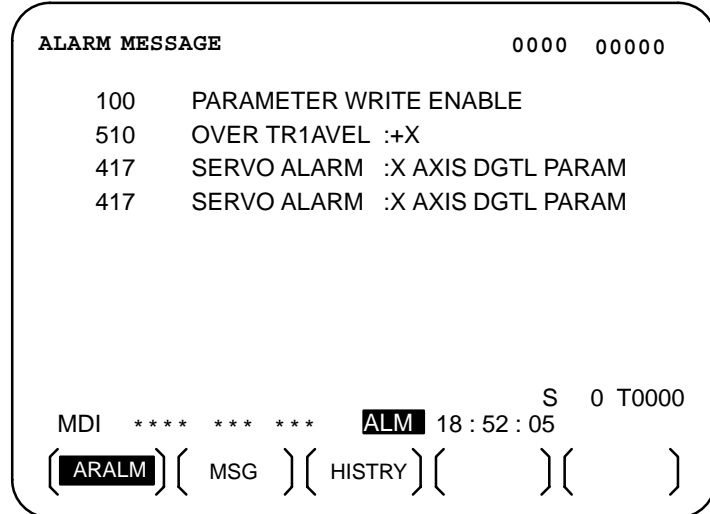 ALARM MESSAGE 0000 00000
100 PARAMETER WRITE ENABLE
510 OVER TR1AVEL :+X
417 SERVO ALARM :X AXIS DGTL PARAM
417 SERVO ALARM :X AXIS DGTL PARAM
S 0 T0000
MDI **** *** *** ALM 18 : 52 : 05
ARALM MSG HISTRY